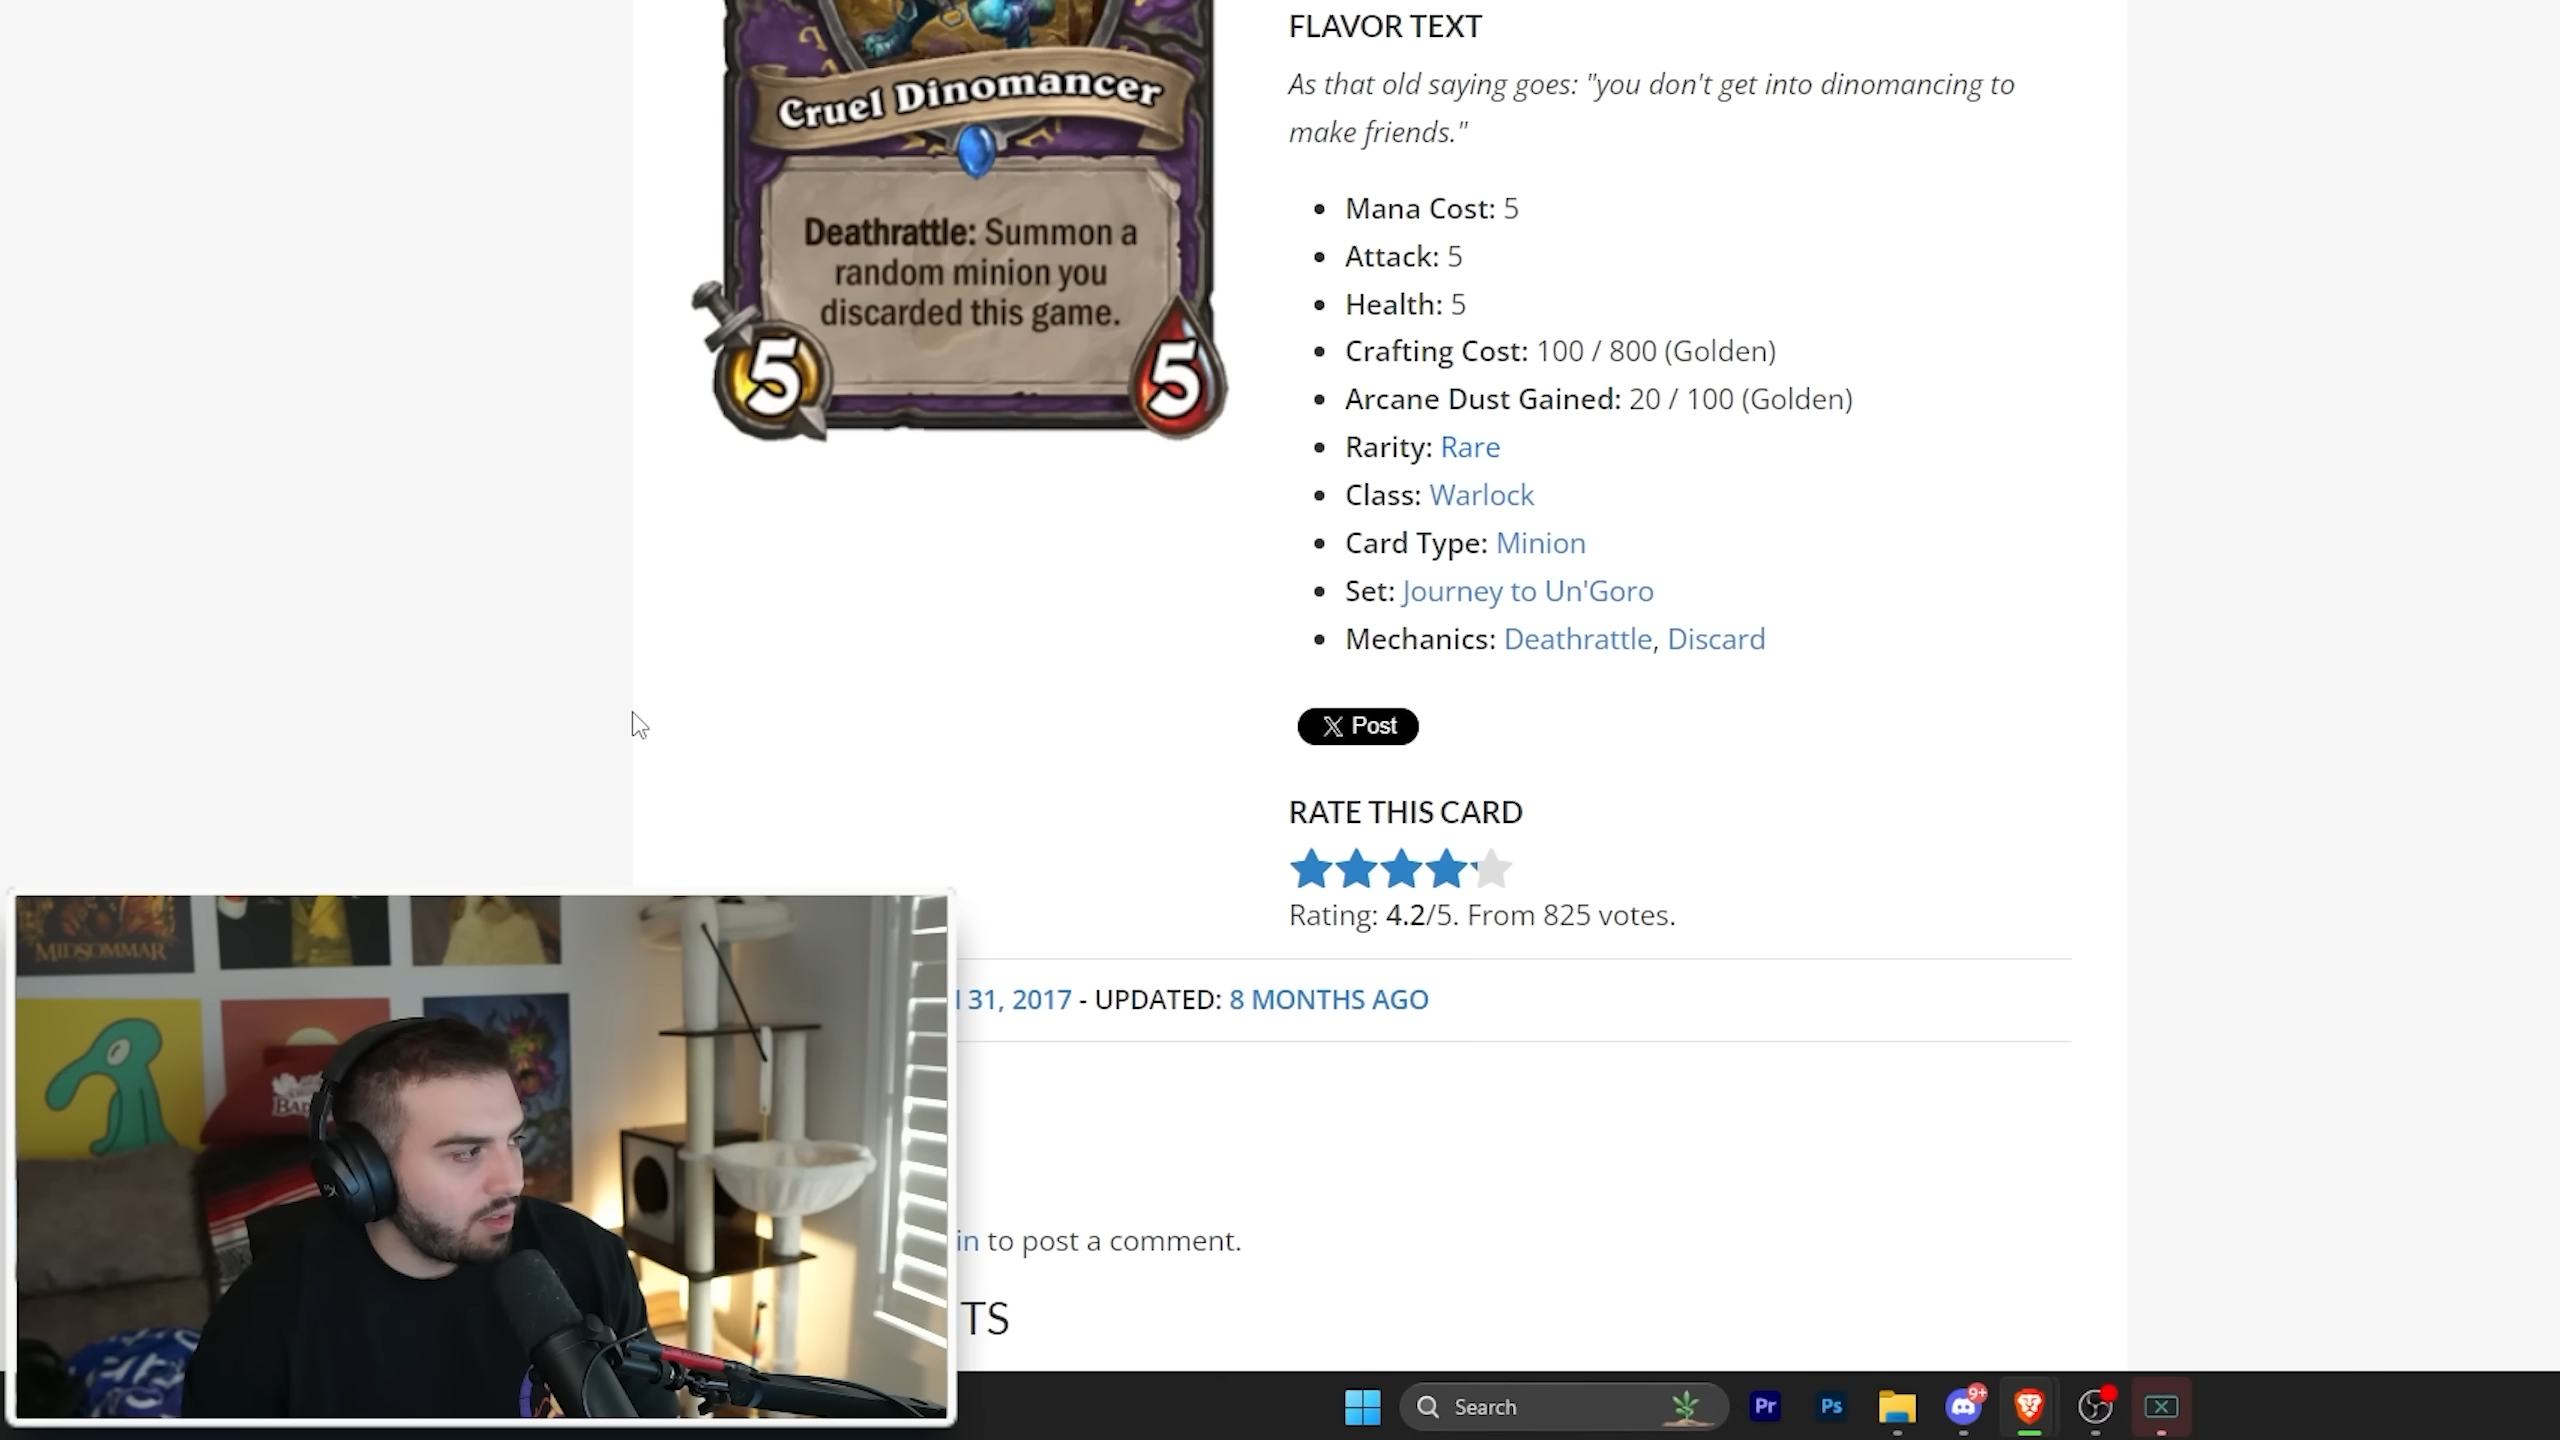 Cruel Dinomancer
Deathrattle: Summon a
random minion you
discarded this game.
5
5
FLAVOR TEXT
As that old saying goes: "you don't get into dinomancing to
make friends."
Mana Cost: 5
Attack: 5
Health: 5
Crafting Cost: 100 / 800 (Golden)
Arcane Dust Gained: 20 / 100 (Golden)
Rarity: Rare
Class: Warlock
Card Type: Minion
Set: Journey to Un'Goro
Mechanics: Deathrattle, Discard
X Post
RATE THIS CARD
Rating: 4.2/5. From 825 votes.
31, 2017 - UPDATED: 8 MONTHS AGO
in to post a comment.
TS
MIDSOMMAR
Search
Pr
Ps
9+